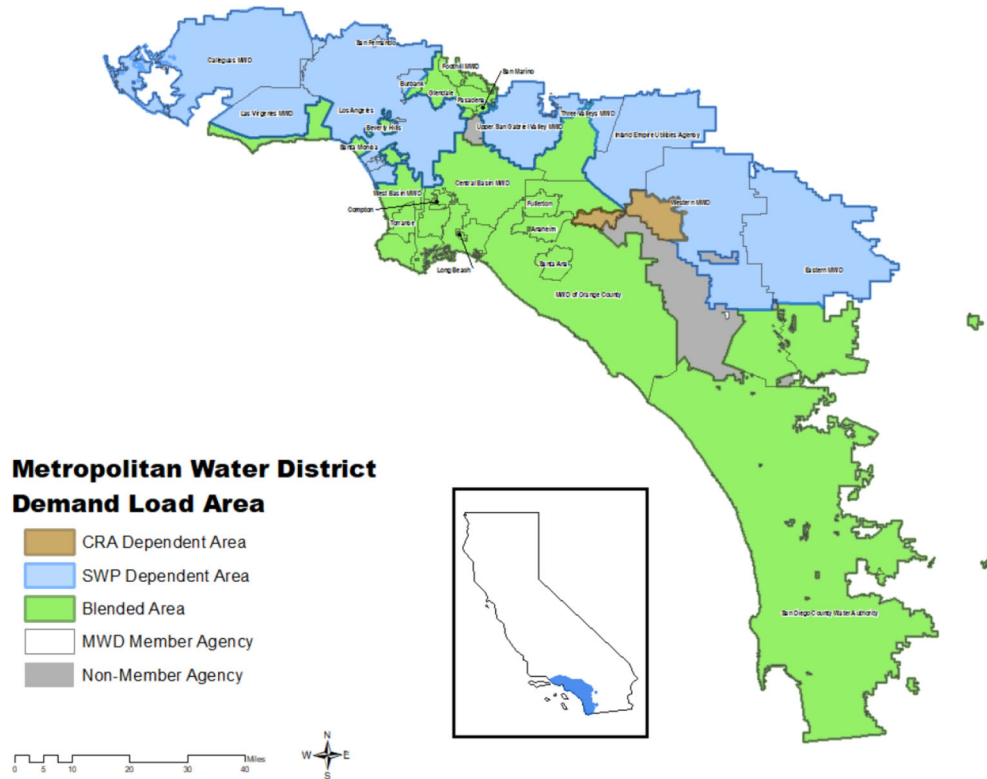 San Fernando
Calleguas MWD
Foothill MWD
San Marino
Burbank
Glendale
Pasadena
Las Virgenes MWD
Los Angeles
Three Valleys MWD
Beverly Hills
Upper San Gabriel Valley MWD
Inland Empire Utilities Agency
Santa Monica
West Basin MWD
Central Basin MWD
Western MWD
Compton
Fullerton
Torrance
Anaheim
Santa Ana
Long Beach
Eastern MWD
MWD of Orange County
San Diego County Water Authority
Metropolitan Water District
Demand Load Area
CRA Dependent Area
SWP Dependent Area
Blended Area
MWD Member Agency
Non-Member Agency
N
W E
S
Miles
0 5 10 20 30 40